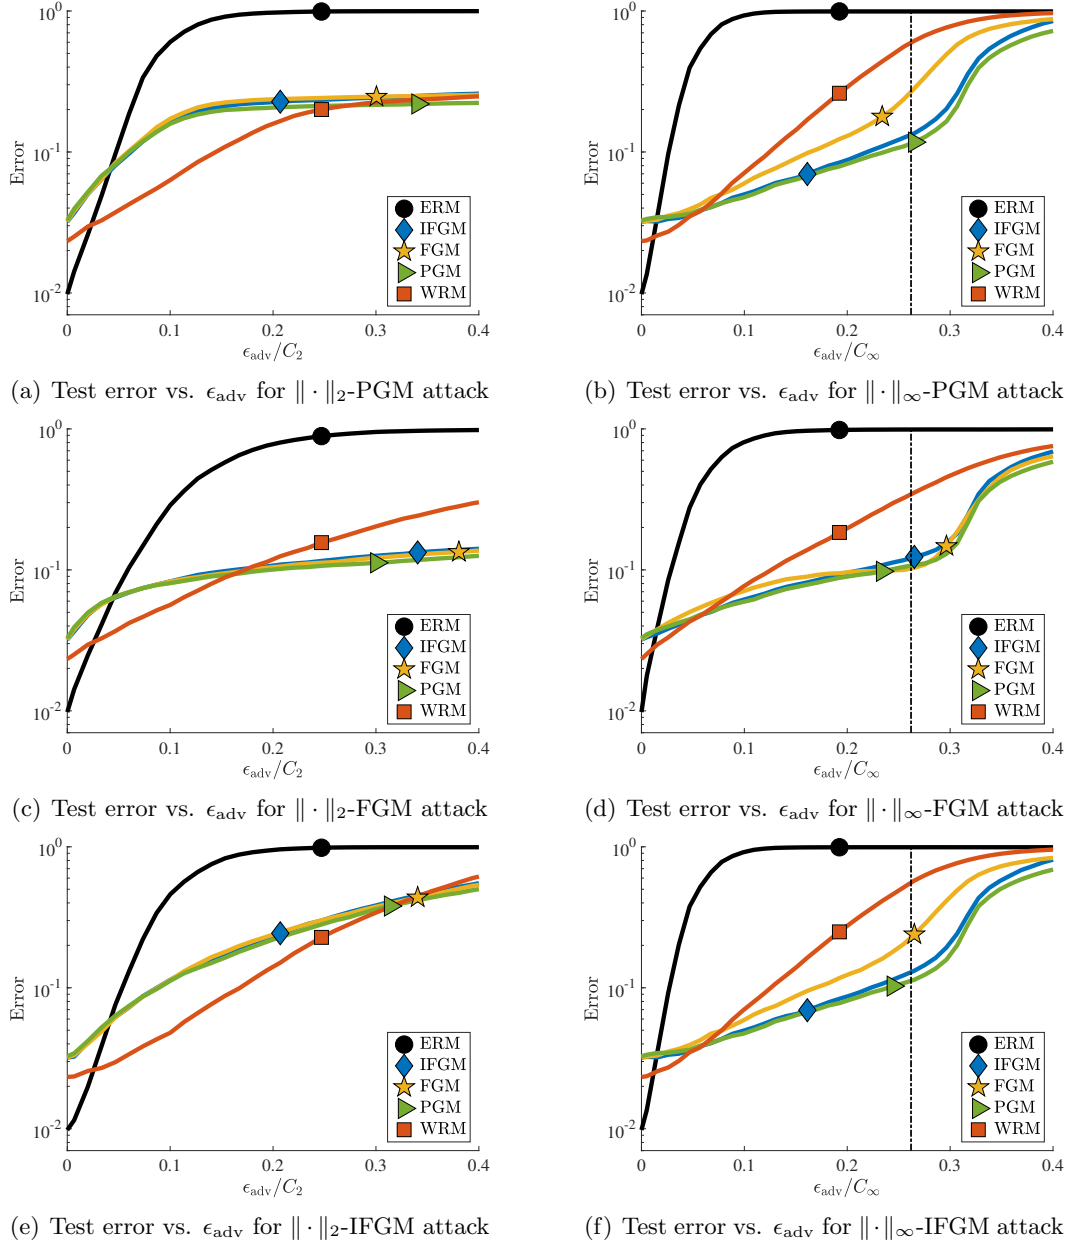 10^0
10^-1
10^-2
Error
0 0.1 0.2 0.3 0.4
ϵ_adv/C_2
ERM
IFGM
FGM
PGM
WRM
(a) Test error vs. ϵ_adv for ‖·‖_2-PGM attack
10^0
10^-1
10^-2
Error
0 0.1 0.2 0.3 0.4
ϵ_adv/C_∞
ERM
IFGM
FGM
PGM
WRM
(b) Test error vs. ϵ_adv for ‖·‖_∞-PGM attack
10^0
10^-1
10^-2
Error
0 0.1 0.2 0.3 0.4
ϵ_adv/C_2
ERM
IFGM
FGM
PGM
WRM
(c) Test error vs. ϵ_adv for ‖·‖_2-FGM attack
10^0
10^-1
10^-2
Error
0 0.1 0.2 0.3 0.4
ϵ_adv/C_∞
ERM
IFGM
FGM
PGM
WRM
(d) Test error vs. ϵ_adv for ‖·‖_∞-FGM attack
10^0
10^-1
10^-2
Error
0 0.1 0.2 0.3 0.4
ϵ_adv/C_2
ERM
IFGM
FGM
PGM
WRM
(e) Test error vs. ϵ_adv for ‖·‖_2-IFGM attack
10^0
10^-1
10^-2
Error
0 0.1 0.2 0.3 0.4
ϵ_adv/C_∞
ERM
IFGM
FGM
PGM
WRM
(f) Test error vs. ϵ_adv for ‖·‖_∞-IFGM attack